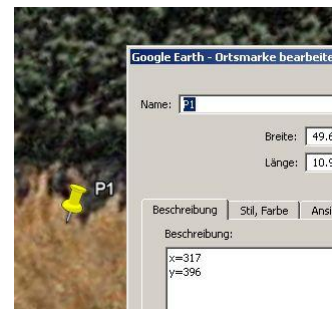 Google Earth - Ortsmarke bearbeite
Name: P1
Breite: 49.6
Länge: 10.9
P1
Beschreibung Stil, Farbe Ansi
Beschreibung:
x=317
y=396